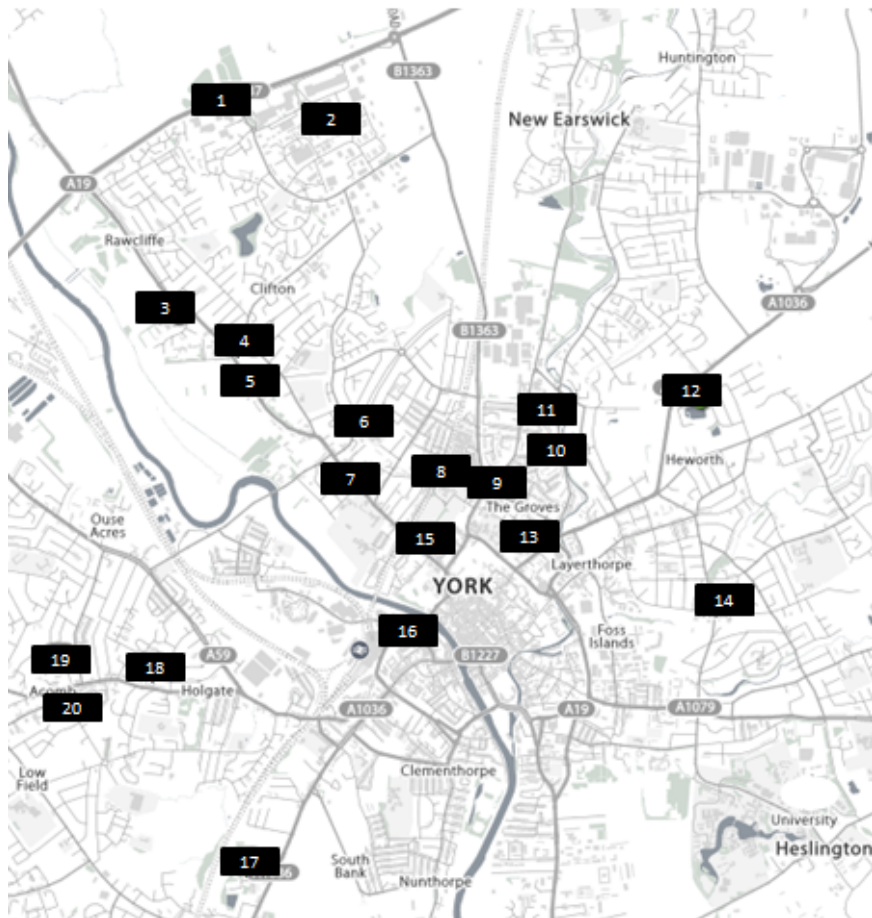 B1363
Huntington
1
37
2
New Earswick
A19
Rawcliffe
Clifton
3
A1036
B1363
4
5
12
11
6
10
Heworth
8
7
9
The Groves
Ouse
Acres
15
13
Layerthorpe
YORK
14
16
Foss
Islands
19
18
A59
B1227
Acomb
Holgate
20
A1036
A19
A1079
Clementhorpe
Low
Field
University
Heslington
17
South
Bank
Nunthorpe